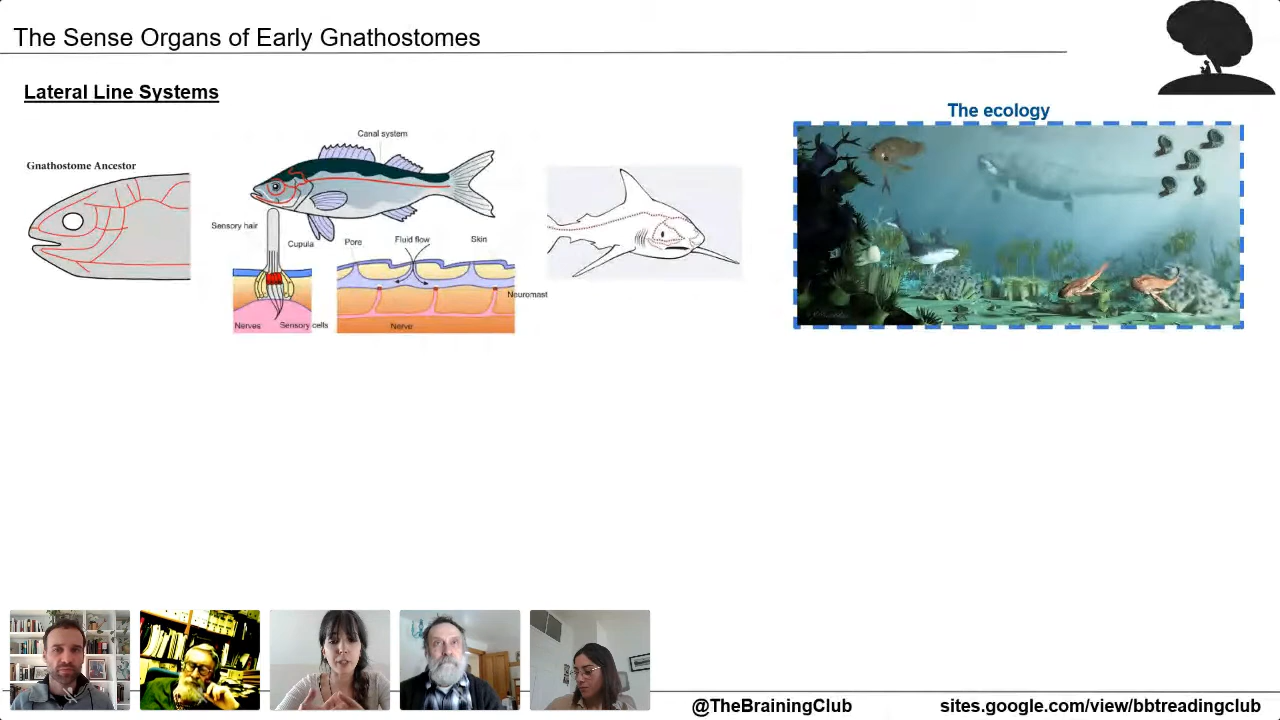 The Sense Organs of Early Gnathostomes
Lateral Line Systems
The ecology
Gnathostome Ancestor
Canal system
Sensory hair
Cupula
Pore
Fluid flow
Skin
Neuromast
Nerves
Sensory cells
Nerve
@TheBrainingClub
sites.google.com/view/bbtreadingclub